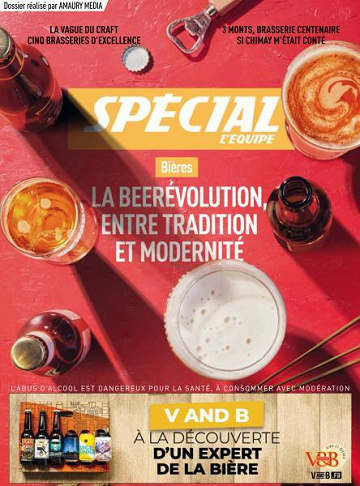 Dossier réalisé par AMAURY MEDIA
LA VAGUE DU CRAFT
CINQ BRASSERIES D'EXCELLENCE
3 MONTS, BRASSERIE CENTENAIRE
SI CHIMAY M'ÉTAIT CONTÉ
SPÉCIAL
L'ÉQUIPE
Bières
LA BEERÉVOLUTION,
ENTRE TRADITION
ET MODERNITÉ
L'ABUS D'ALCOOL EST DANGEREUX POUR LA SANTÉ, À CONSOMMER AVEC MODÉRATION
V AND B
À LA DÉCOUVERTE
D'UN EXPERT
DE LA BIÈRE
V&B
V AND B .FR